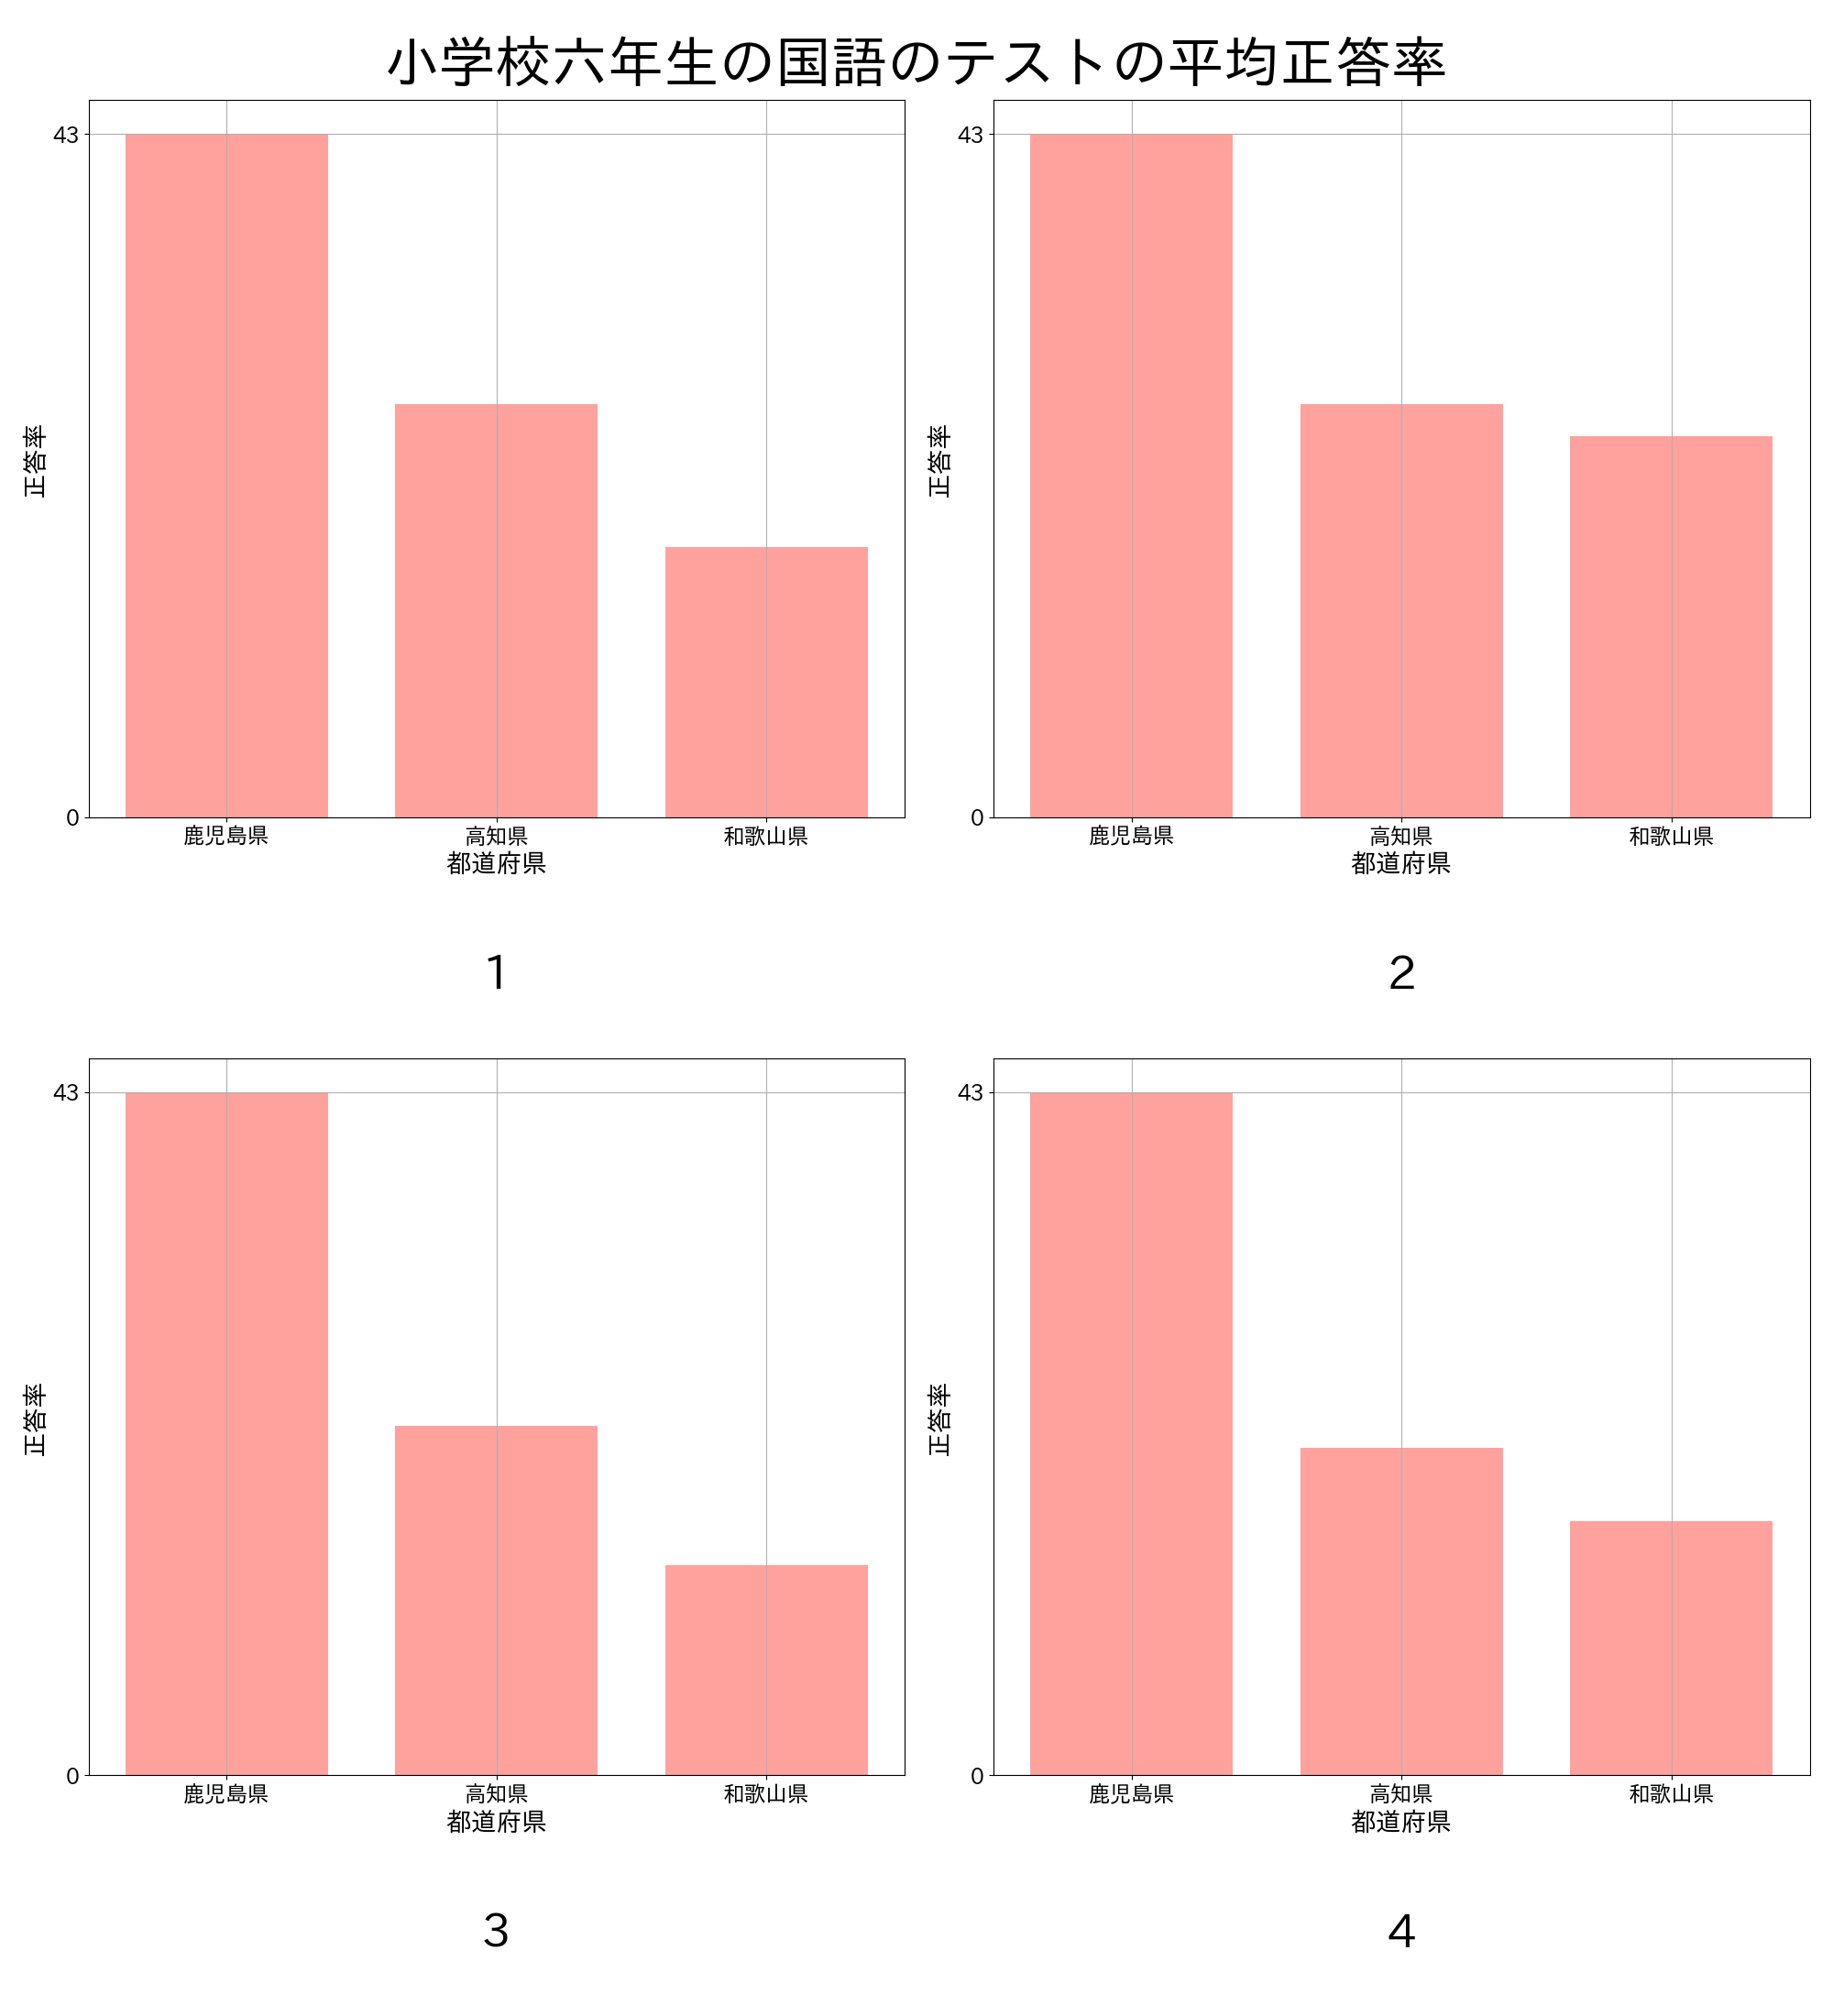 小学校六年生の国語のテストの平均正答率
43
0
正答率
鹿児島県 高知県 和歌山県
都道府県
1
43
0
正答率
鹿児島県 高知県 和歌山県
都道府県
2
43
0
正答率
鹿児島県 高知県 和歌山県
都道府県
3
43
0
正答率
鹿児島県 高知県 和歌山県
都道府県
4